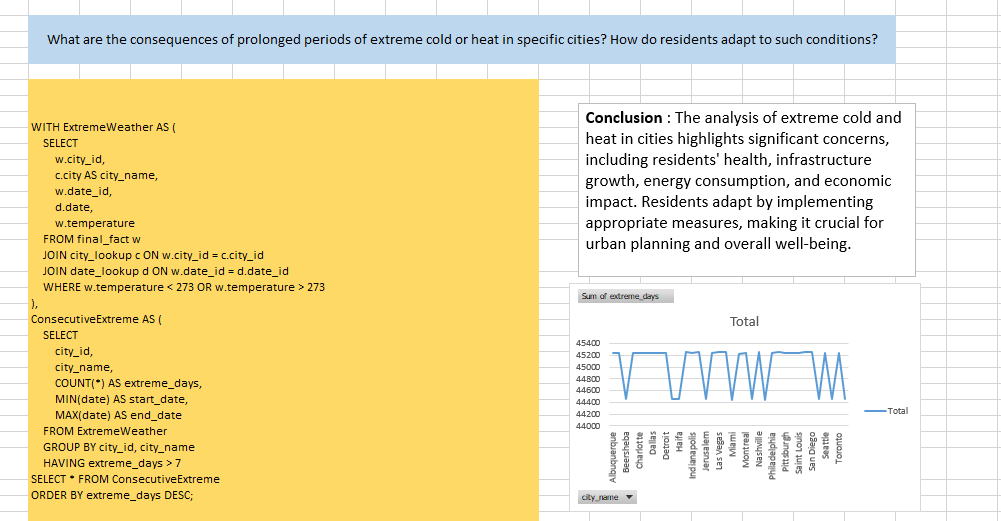 What are the consequences of prolonged periods of extreme cold or heat in specific cities? How do residents adapt to such conditions?
WITH ExtremeWeather AS (
SELECT
w.city_id,
c.city AS city_name,
w.date_id,
d.date,
w.temperature
FROM final_fact w
JOIN city_lookup c ON w.city_id = c.city_id
JOIN date_lookup d ON w.date_id = d.date_id
WHERE w.temperature < 273 OR w.temperature > 273
),
ConsecutiveExtreme AS (
SELECT
city_id,
city_name,
COUNT(*) AS extreme_days,
MIN(date) AS start_date,
MAX(date) AS end_date
FROM ExtremeWeather
GROUP BY city_id, city_name
HAVING extreme_days > 7
SELECT * FROM ConsecutiveExtreme
ORDER BY extreme_days DESC;
Conclusion : The analysis of extreme cold and
heat in cities highlights significant concerns,
including residents' health, infrastructure
growth, energy consumption, and economic
impact. Residents adapt by implementing
appropriate measures, making it crucial for
urban planning and overall well-being.
Sum of extreme_days
Total
45400
45200
45000
44800
44600
44400
44200
44000
Total
Albuquerque
Beersheba
Charlotte
Dallas
Detroit
Haifa
Indianapolis
Jerusalem
Las Vegas
Miami
Montreal
Nashville
Philadelphia
Pittsburgh
Saint Louis
San Diego
Seattle
Toronto
city_name